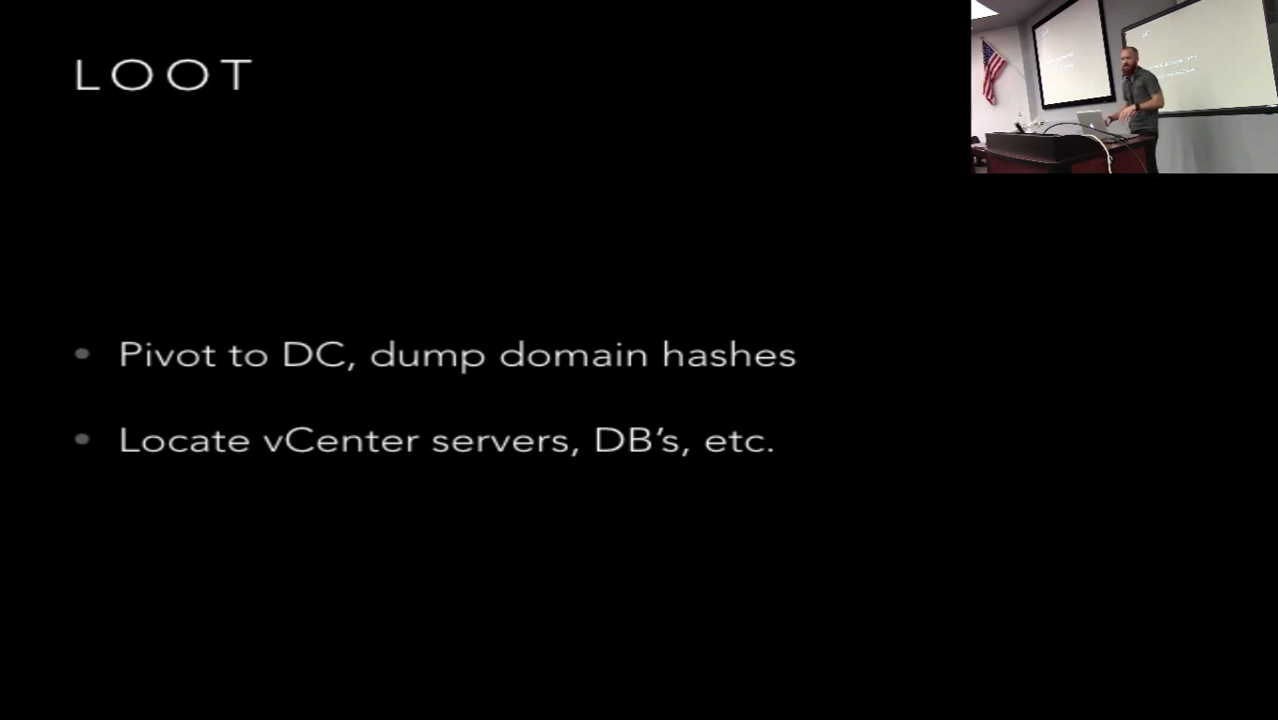 LOOT
Pivot to DC, dump domain hashes
Locate vCenter servers, DB’s, etc.